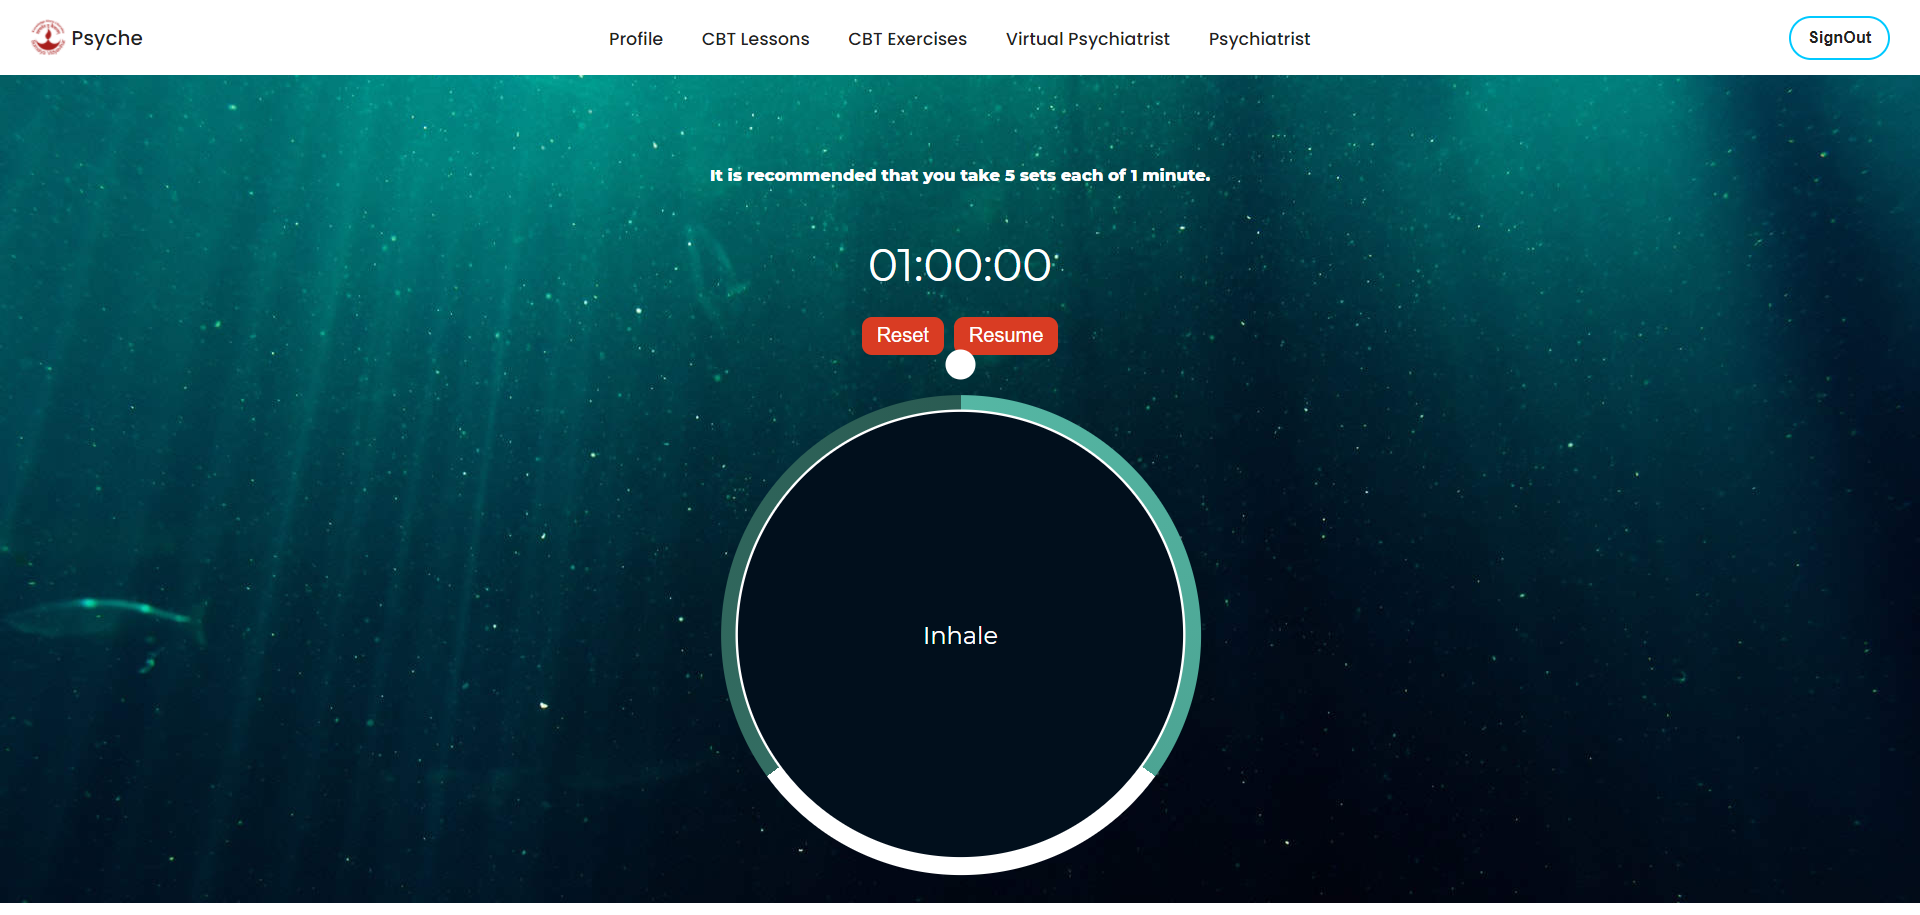 Psyche
Profile
CBT Lessons
CBT Exercises
Virtual Psychiatrist
Psychiatrist
SignOut
It is recommended that you take 5 sets each of 1 minute.
01:00:00
Reset
Resume
Inhale